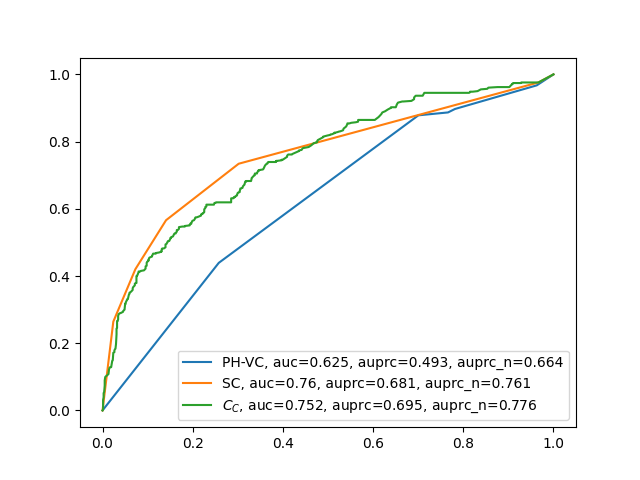 1.0
0.8
0.6
0.4
0.2
0.0
PH-VC, auc=0.625, auprc=0.493, auprc_n=0.664
SC, auc=0.76, auprc=0.681, auprc_n=0.761
C_C, auc=0.752, auprc=0.695, auprc_n=0.776
0.0 0.2 0.4 0.6 0.8 1.0